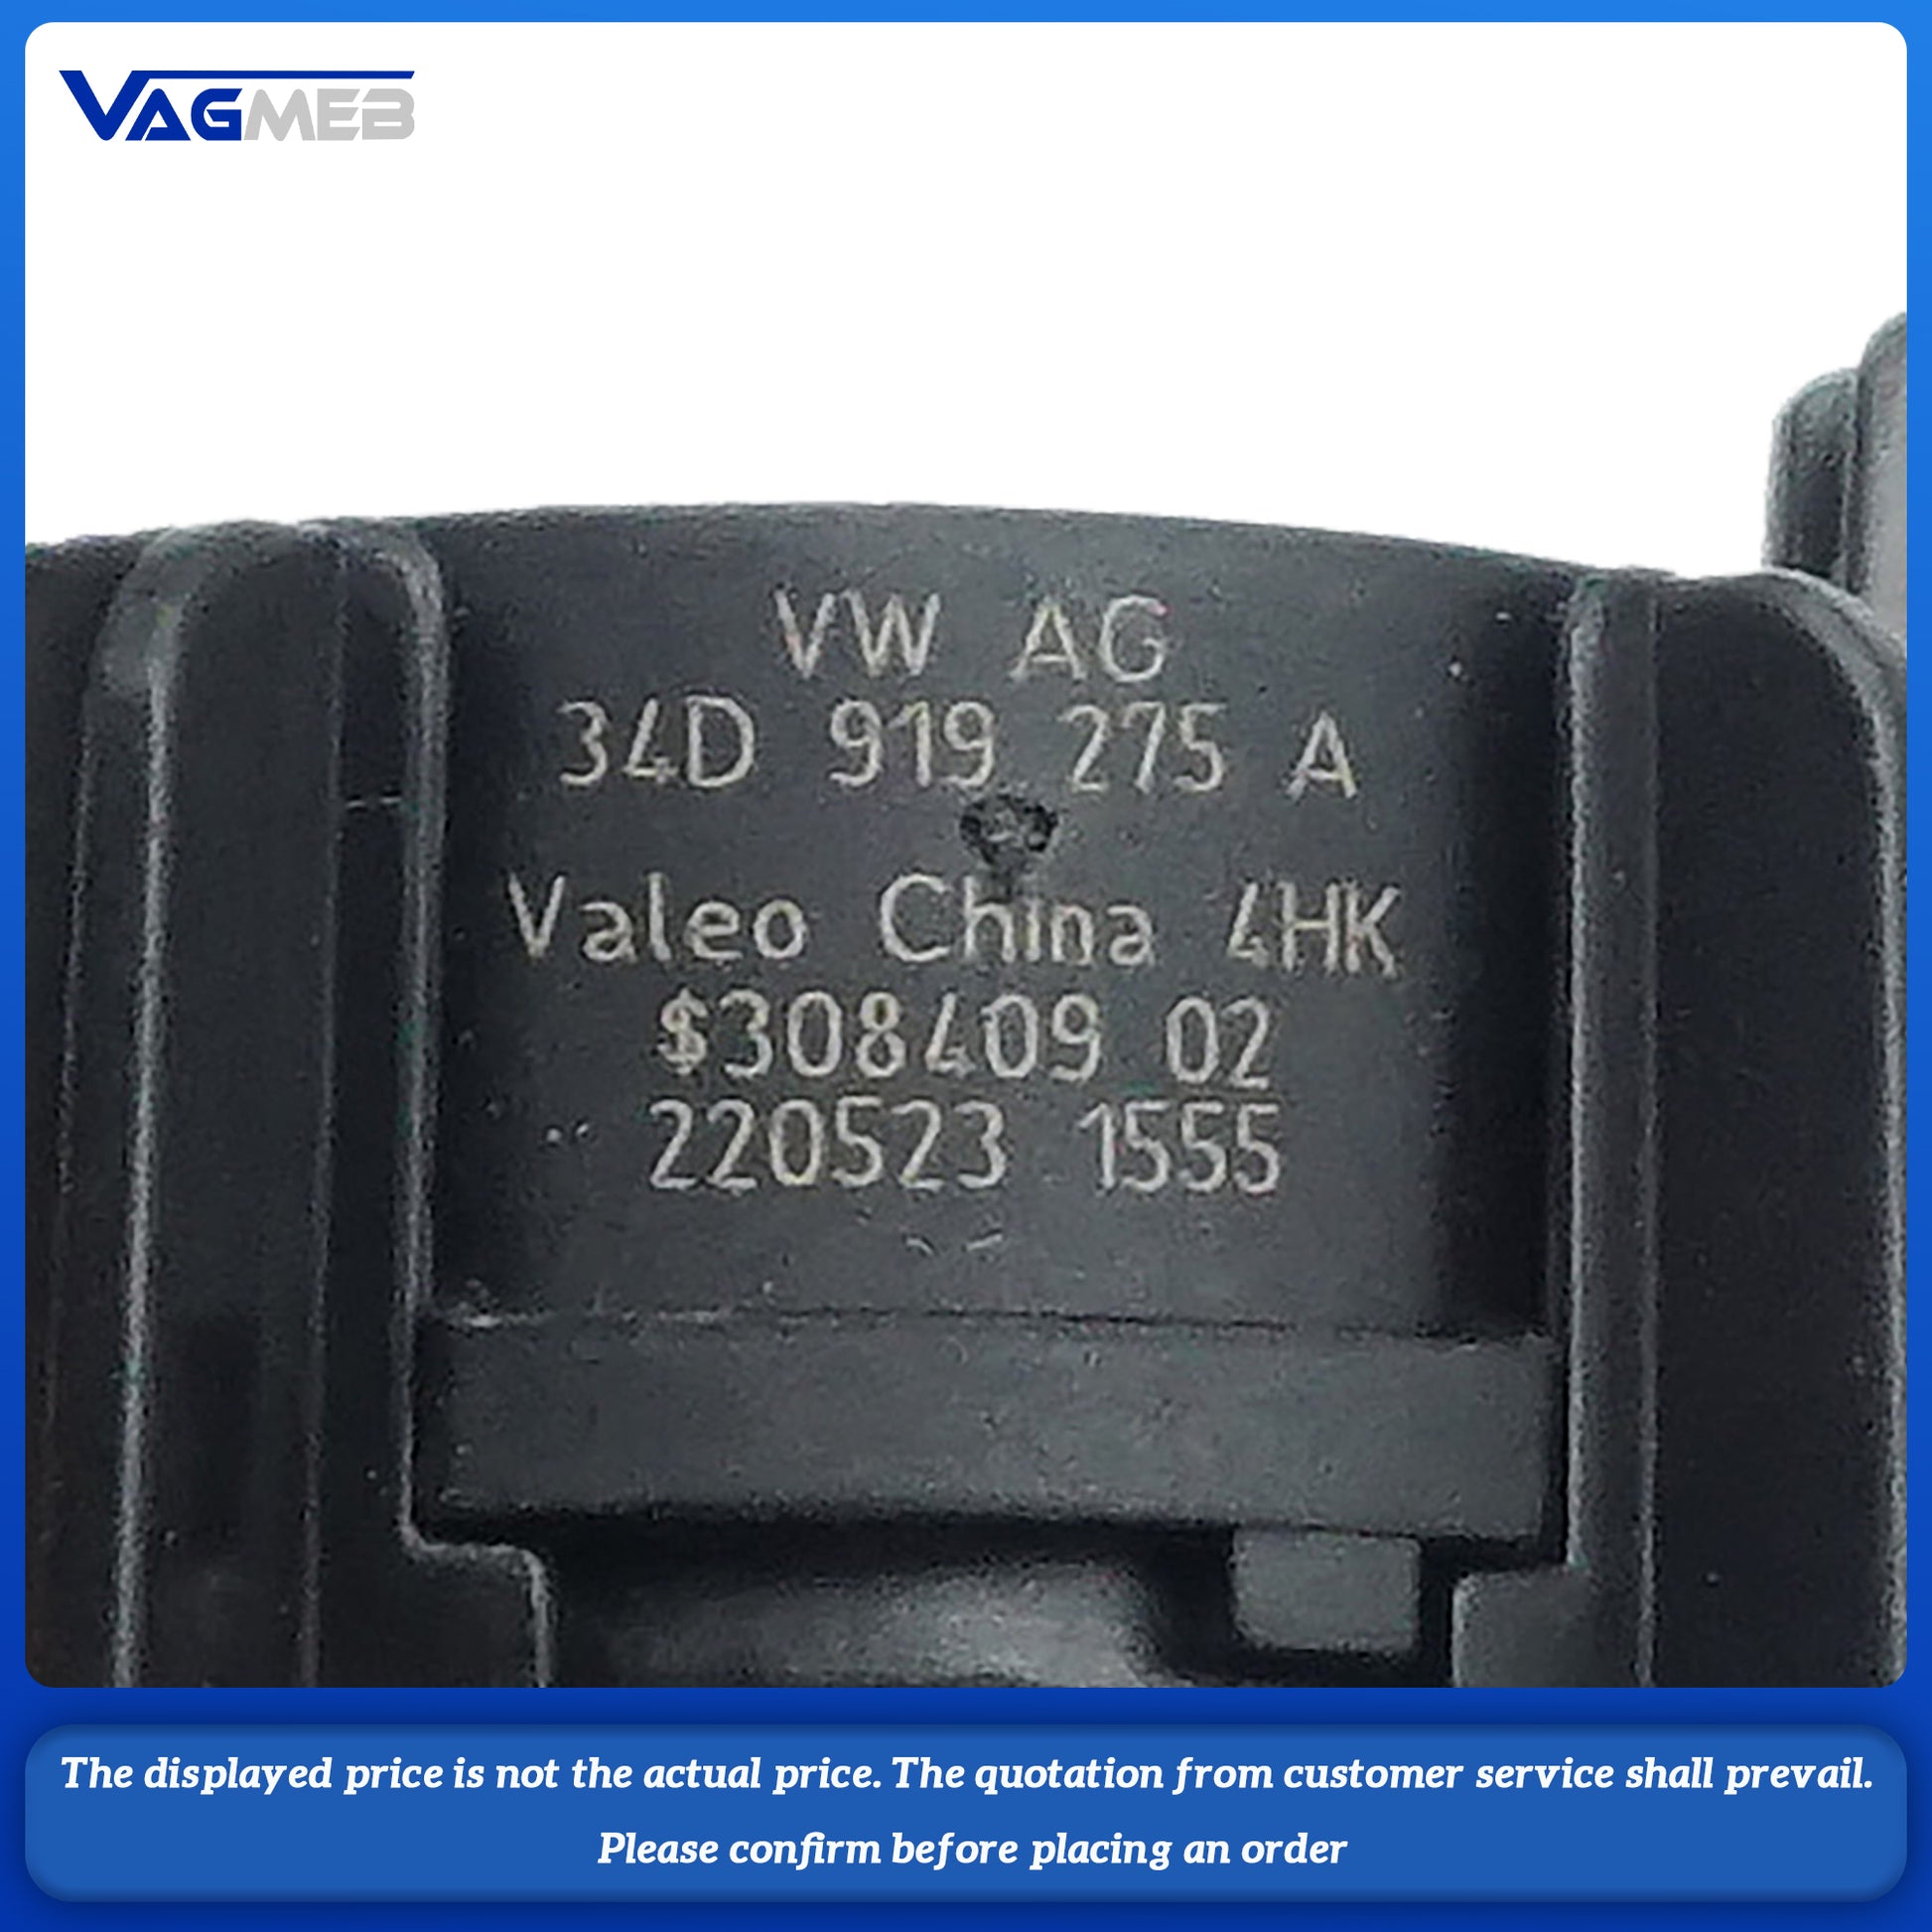 VAGMEB
VW AG
34D 919 275 A
Valeo China 4HK
$308409 02
220523 1555
The displayed price is not the actual price. The quotation from customer service shall prevail.
Please confirm before placing an order